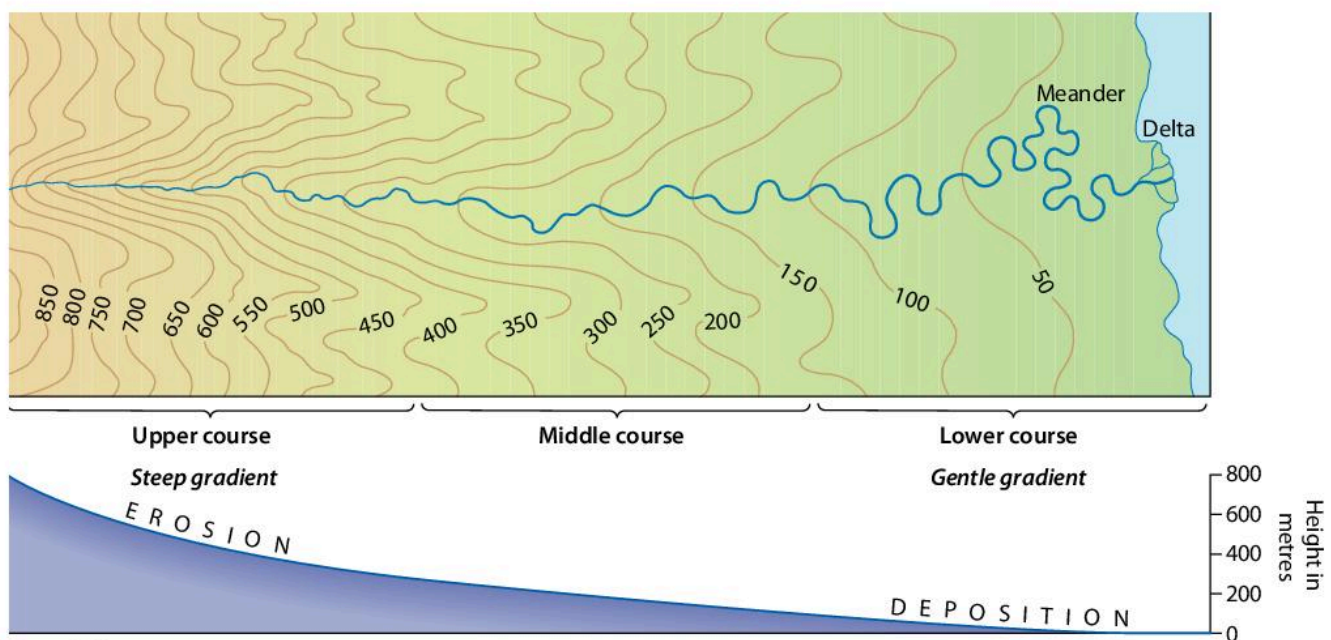 Meander
Delta
850 800 750 700 650 600 550 500 450 400 350 300 250 200 150 100 50
Upper course Middle course Lower course
Steep gradient Gentle gradient
EROSION
DEPOSITION
800
600
400
200
0
Height in
metres